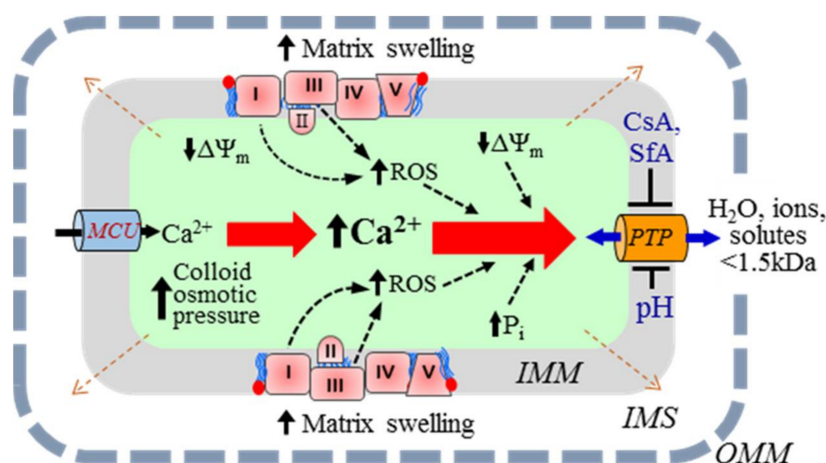 ↑ Matrix swelling
I III IV V
II
↓ΔΨₘ
↑ROS
↓ΔΨₘ
CsA,
SfA
MCU
Ca²⁺
↑Ca²⁺
PTP
H₂O, ions,
solutes
<1.5kDa
↑ Colloid
osmotic
pressure
↑ROS
↑Pᵢ
pH
II
I III IV V
IMM
IMS
OMM
↑ Matrix swelling